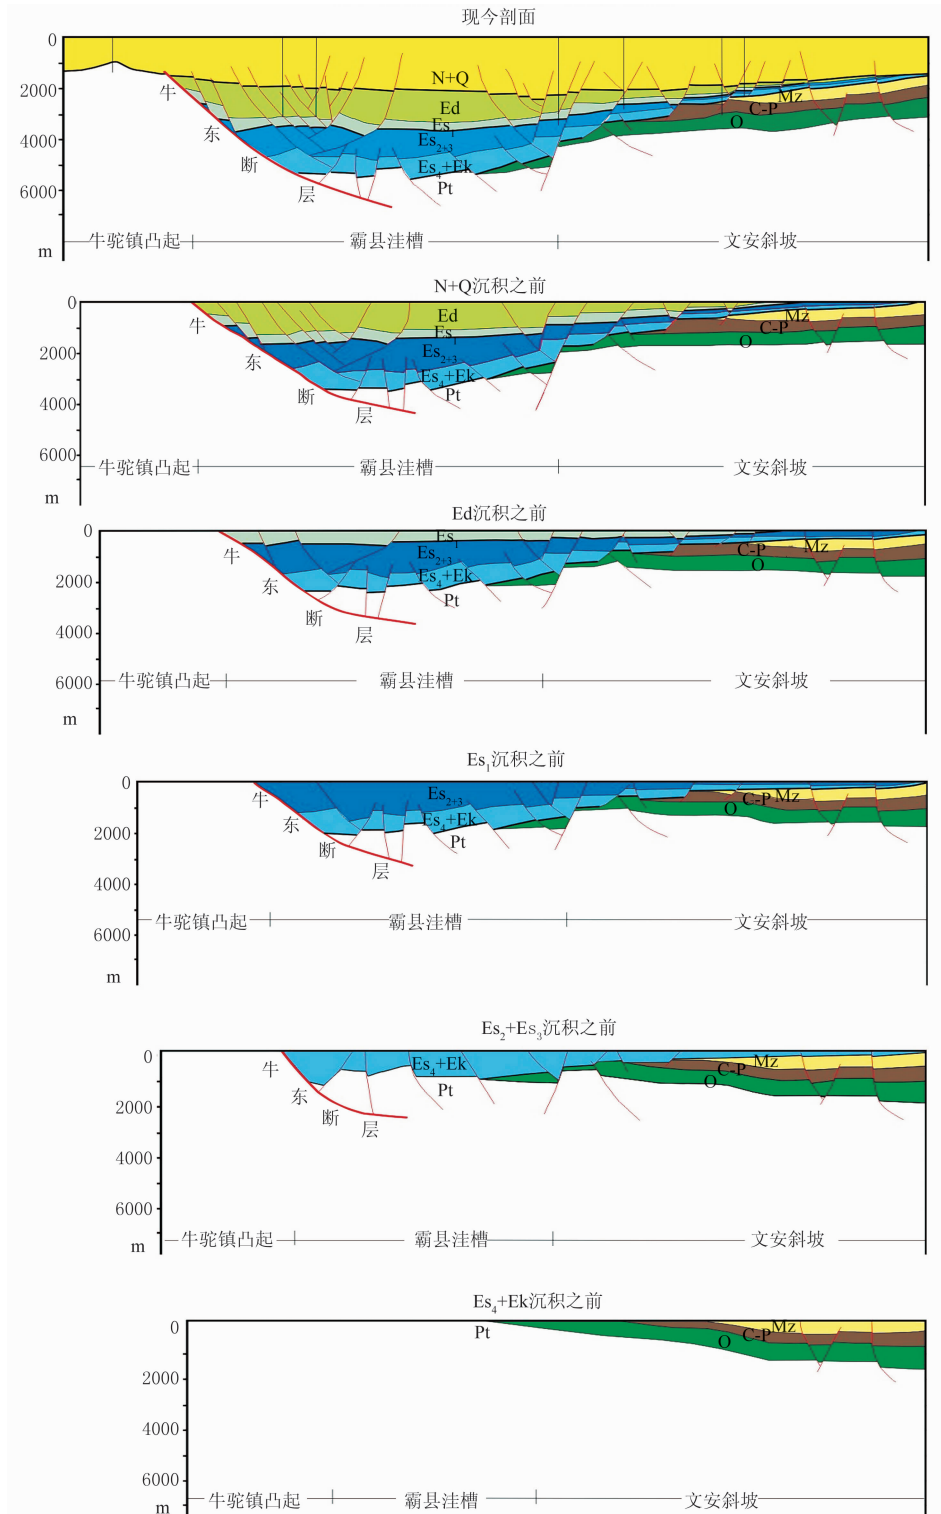 现今剖面
0
2000
4000
6000
m
N+Q
Ed
Es1
Es2+3
Es4+Ek
Pt
Mz
C-P
O
牛
东
断
层
牛驼镇凸起
霸县洼槽
文安斜坡
N+Q沉积之前
0
2000
4000
6000
m
Ed
Es1
Es2+3
Es4+Ek
Pt
Mz
C-P
O
牛
东
断
层
牛驼镇凸起
霸县洼槽
文安斜坡
Ed沉积之前
0
2000
4000
6000
m
Es1
Es2+3
Es4+Ek
Pt
C-P
Mz
O
牛
东
断
层
牛驼镇凸起
霸县洼槽
文安斜坡
Es1沉积之前
0
2000
4000
6000
m
Es2+3
Es4+Ek
Pt
C-P
Mz
O
牛
东
断
层
牛驼镇凸起
霸县洼槽
文安斜坡
Es2+Es3沉积之前
0
2000
4000
6000
m
Es4+Ek
Pt
Mz
C-P
O
牛
东
断
层
牛驼镇凸起
霸县洼槽
文安斜坡
Es4+Ek沉积之前
0
2000
4000
6000
m
Pt
Mz
C-P
O
牛驼镇凸起
霸县洼槽
文安斜坡